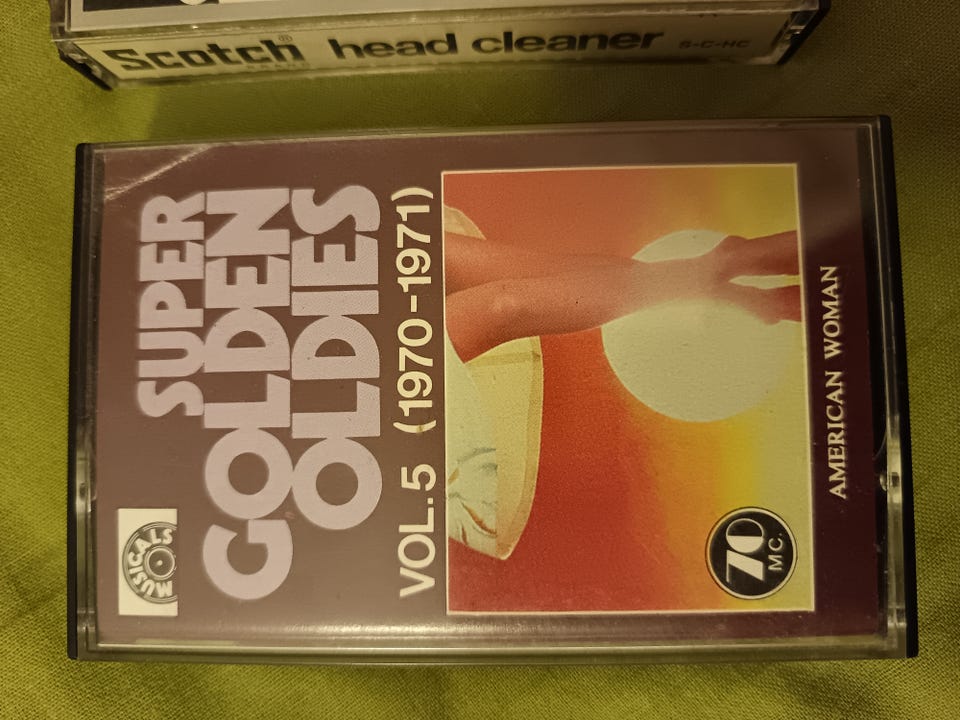 Scotch® head cleaner S-C-HC
MUSICALS
SUPER
GOLDEN
OLDIES
VOL.5 (1970-1971)
70
MC.
AMERICAN WOMAN